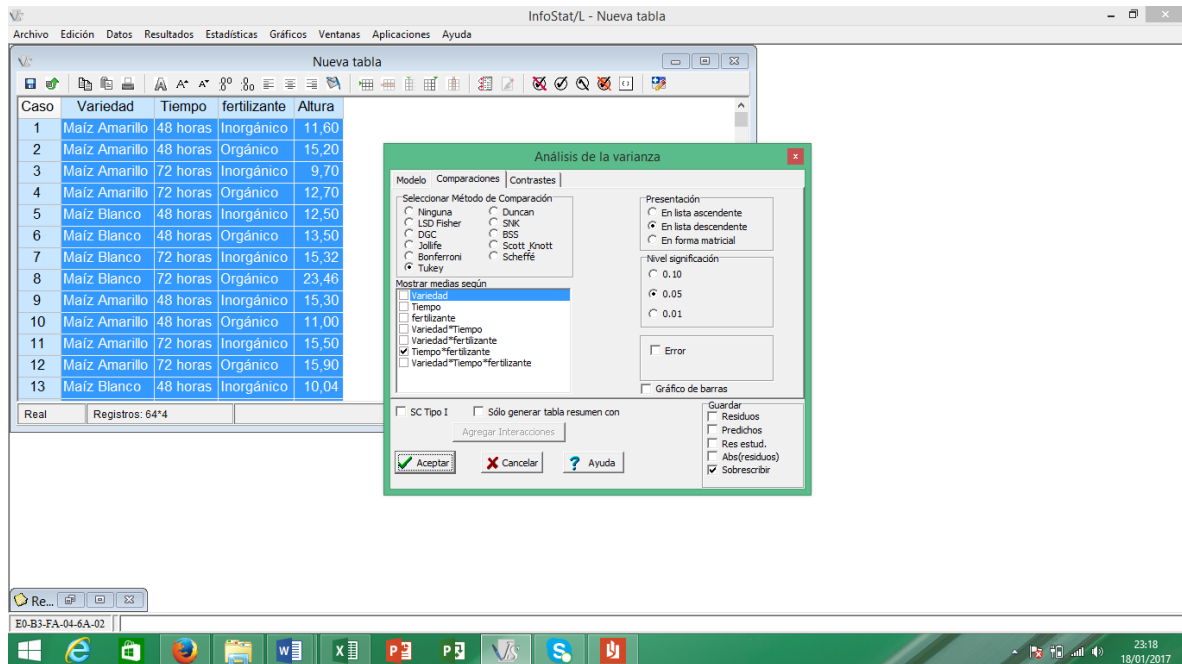 InfoStat/L - Nueva tabla
Archivo Edición Datos Resultados Estadísticas Gráficos Ventanas Aplicaciones Ayuda
Nueva tabla
Caso Variedad Tiempo fertilizante Altura
1 Maíz Amarillo 48 horas Inorgánico 11,60
2 Maíz Amarillo 48 horas Orgánico 15,20
3 Maíz Amarillo 72 horas Inorgánico 9,70
4 Maíz Amarillo 72 horas Orgánico 12,70
5 Maíz Blanco 48 horas Inorgánico 12,50
6 Maíz Blanco 48 horas Orgánico 13,50
7 Maíz Blanco 72 horas Inorgánico 15,32
8 Maíz Blanco 72 horas Orgánico 23,46
9 Maíz Amarillo 48 horas Inorgánico 15,30
10 Maíz Amarillo 48 horas Orgánico 11,00
11 Maíz Amarillo 72 horas Inorgánico 15,50
12 Maíz Amarillo 72 horas Orgánico 15,90
13 Maíz Blanco 48 horas Inorgánico 10,04
Real Registros: 64*4
Análisis de la varianza
Modelo Comparaciones Contrastes
Seleccionar Método de Comparación
Ninguna Duncan
LSD Fisher SNK
DGC BSS
Jollife Scott Knott
Bonferroni Scheffé
Tukey
Mostrar medias según
Variedad
Tiempo
fertilizante
Variedad*Tiempo
Variedad*fertilizante
Tiempo*fertilizante
Variedad*Tiempo*fertilizante
Presentación
En lista ascendente
En lista descendente
En forma matricial
Nivel significación
0.10
0.05
0.01
Error
Gráfico de barras
SC Tipo I Sólo generar tabla resumen con
Agregar Interacciones
Aceptar Cancelar Ayuda
Guardar
Residuos
Predichos
Res estud.
Abs(residuos)
Sobrescribir
Re...
E0-B3-FA-04-6A-02
23:18
18/01/2017